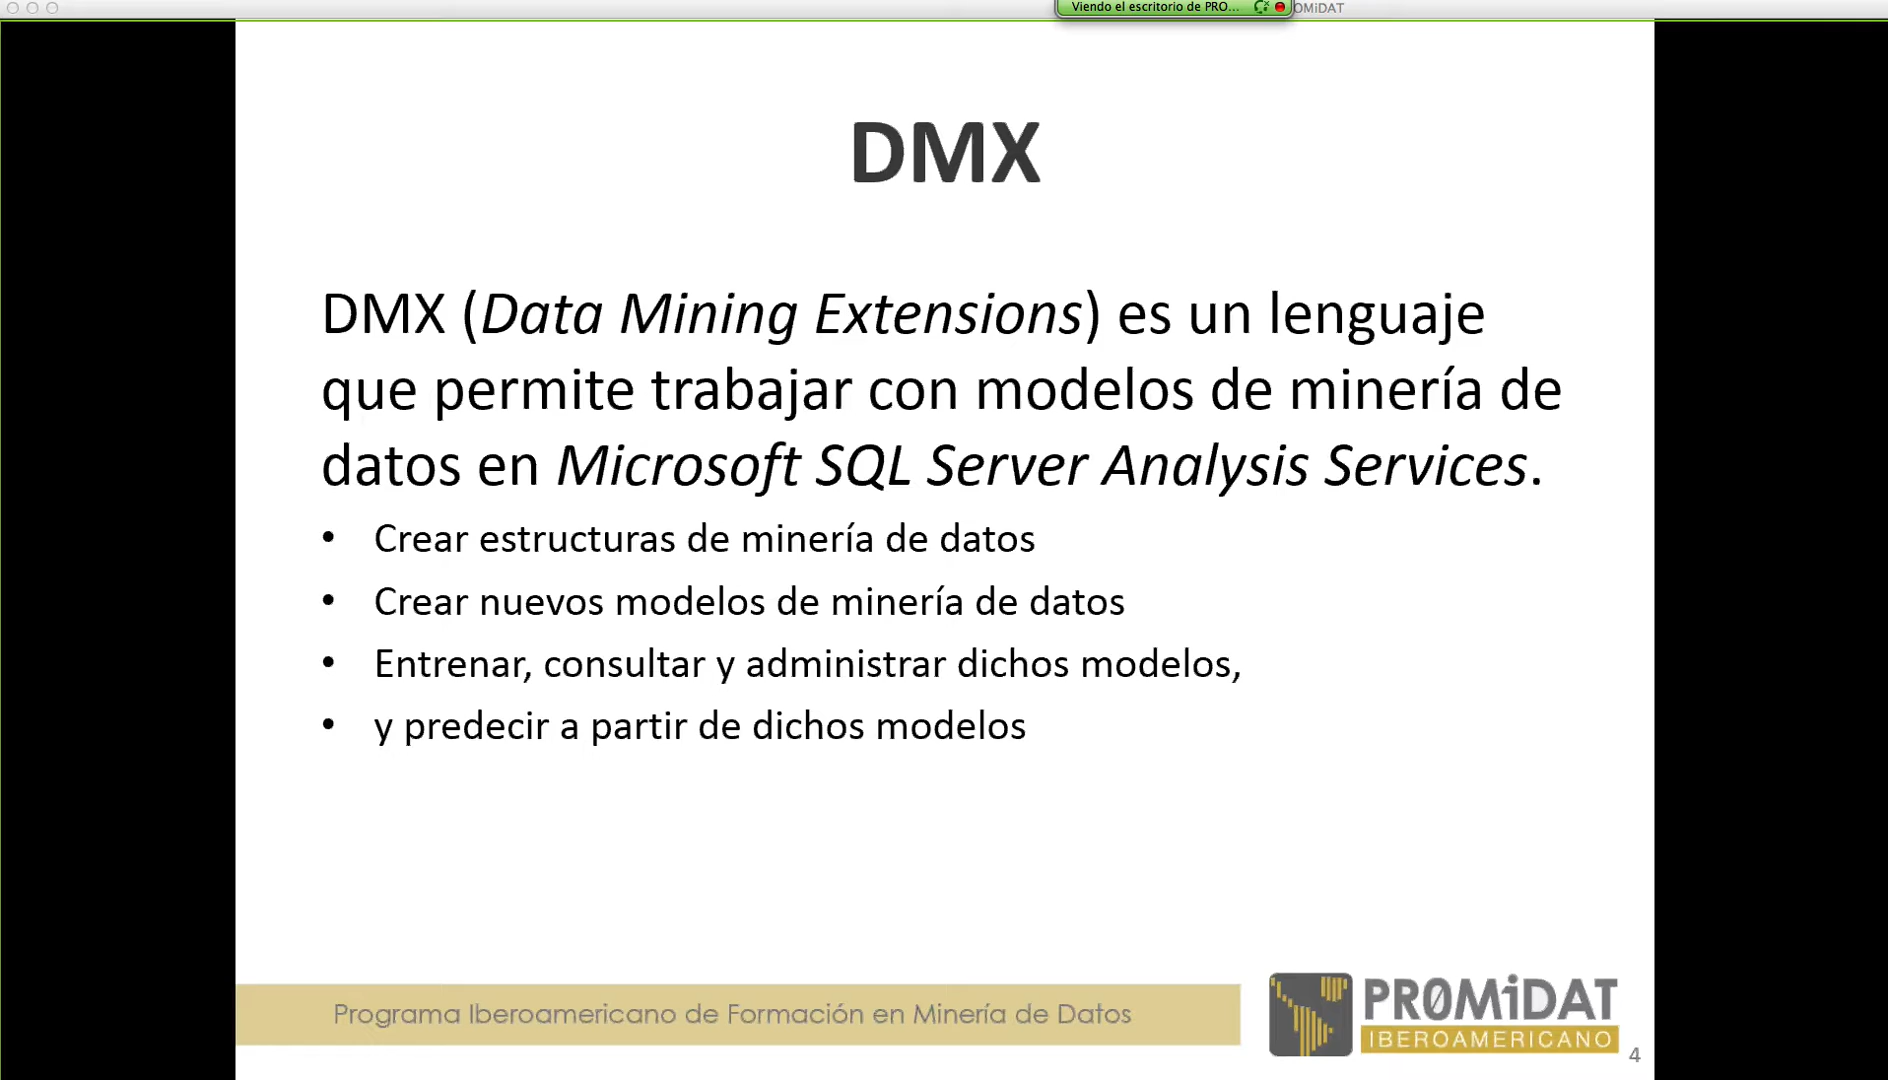 Viendo el escritorio de PRO...
OMiDAT
DMX
DMX (Data Mining Extensions) es un lenguaje
que permite trabajar con modelos de minería de
datos en Microsoft SQL Server Analysis Services.
• Crear estructuras de minería de datos
• Crear nuevos modelos de minería de datos
• Entrenar, consultar y administrar dichos modelos,
• y predecir a partir de dichos modelos
Programa Iberoamericano de Formación en Minería de Datos
PR0MiDAT
IBEROAMERICANO
4